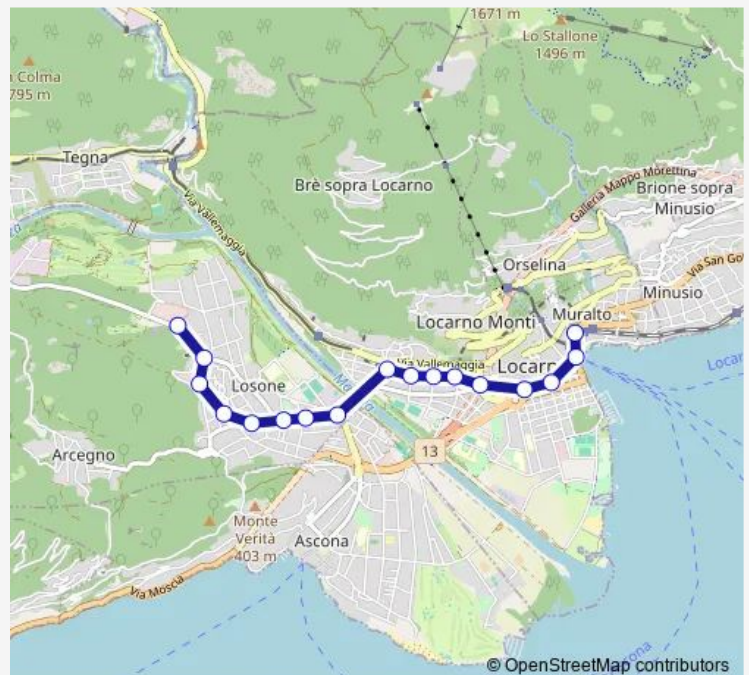 1671 m
Lo Stallone
1496 m
Colma
795 m
Tegna
Brè sopra Locarno
Galleria Mappo Morettina
Brione sopra
Minusio
Via Vallemaggia
Orselina
Via San Go
Minusio
Muralto
Locarno Monti
Via Vallemaggia
Locarn
Locar
Losone
Arcegno
13
Monte
Verità
403 m
Ascona
Via Moscia
© OpenStreetMap contributors